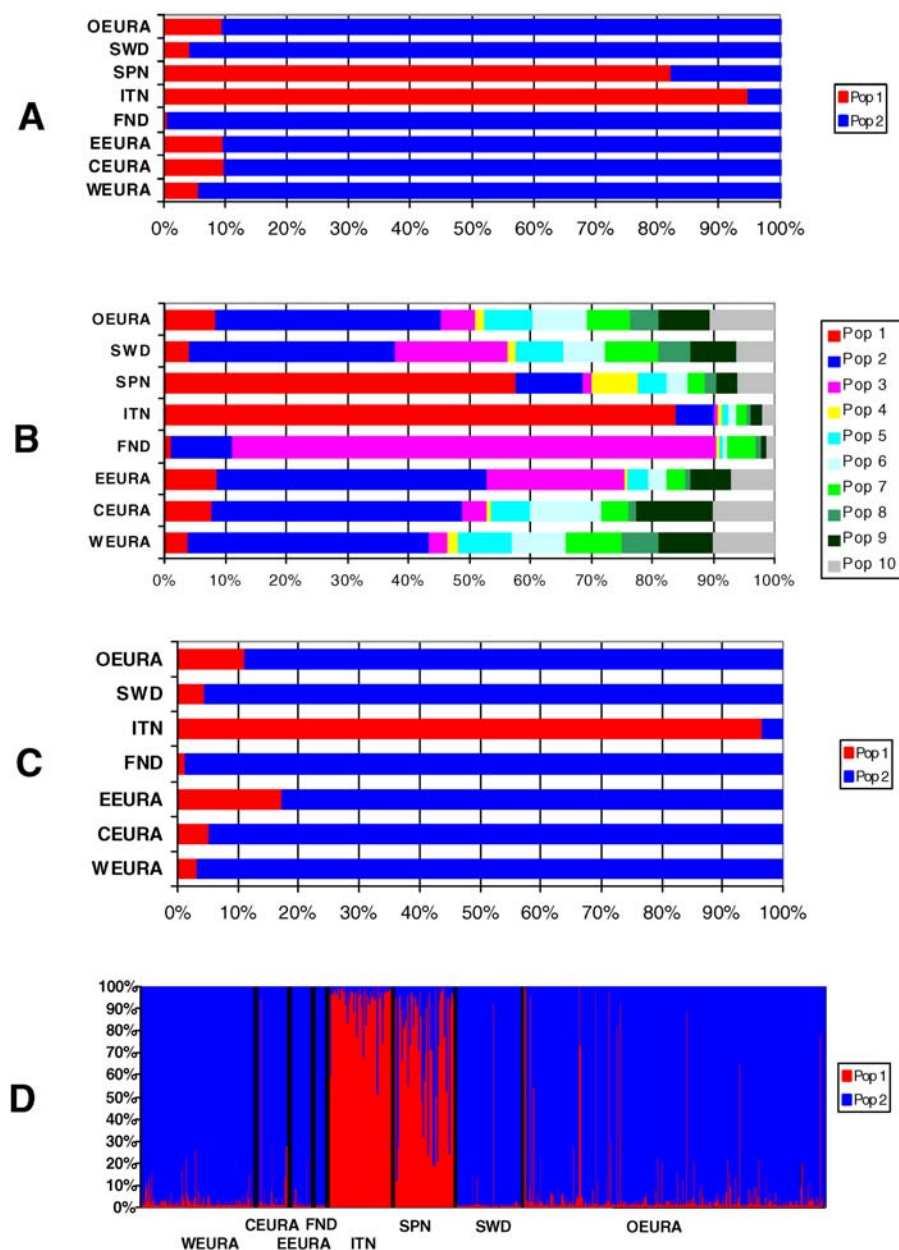 A
OEURA
SWD
SPN
ITN
FND
EEURA
CEURA
WEURA
0% 10% 20% 30% 40% 50% 60% 70% 80% 90% 100%
Pop 1
Pop 2
B
OEURA
SWD
SPN
ITN
FND
EEURA
CEURA
WEURA
0% 10% 20% 30% 40% 50% 60% 70% 80% 90% 100%
Pop 1
Pop 2
Pop 3
Pop 4
Pop 5
Pop 6
Pop 7
Pop 8
Pop 9
Pop 10
C
OEURA
SWD
ITN
FND
EEURA
CEURA
WEURA
0% 10% 20% 30% 40% 50% 60% 70% 80% 90% 100%
Pop 1
Pop 2
D
100%
90%
80%
70%
60%
50%
40%
30%
20%
10%
0%
CEURA FND SPN SWD OEURA
WEURA EEURA ITN
Pop 1
Pop 2